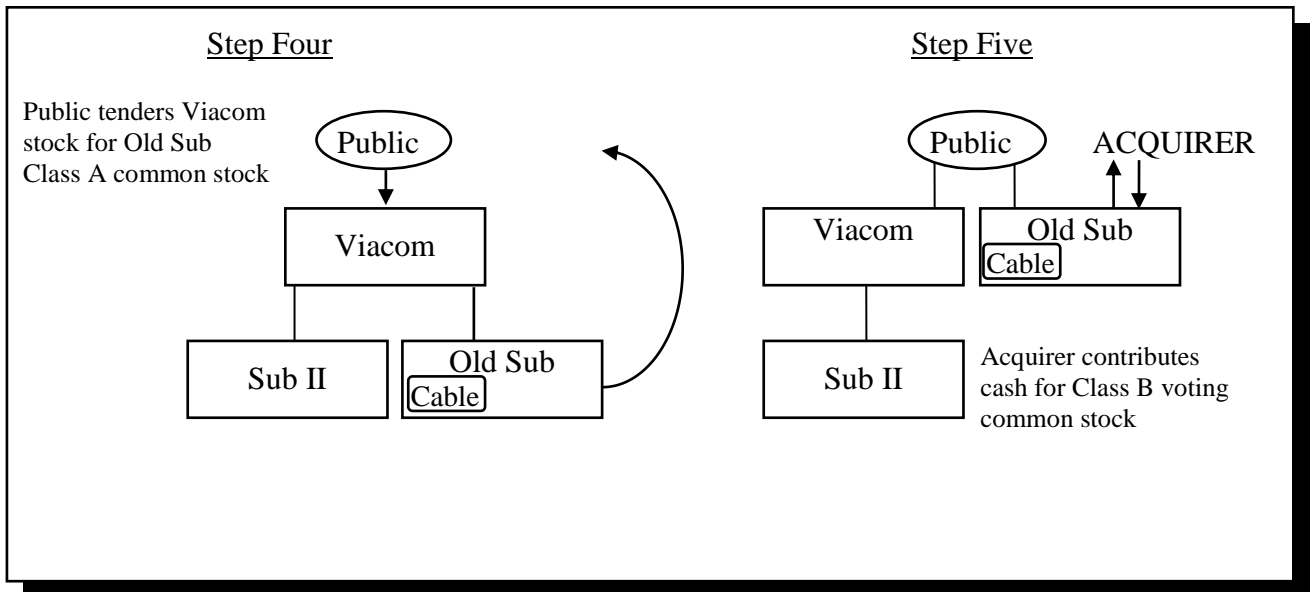 Step Four
Public tenders Viacom
stock for Old Sub
Class A common stock
Public
Viacom
Sub II
Old Sub
Cable
Step Five
Public
ACQUIRER
Viacom
Old Sub
Cable
Sub II
Acquirer contributes
cash for Class B voting
common stock